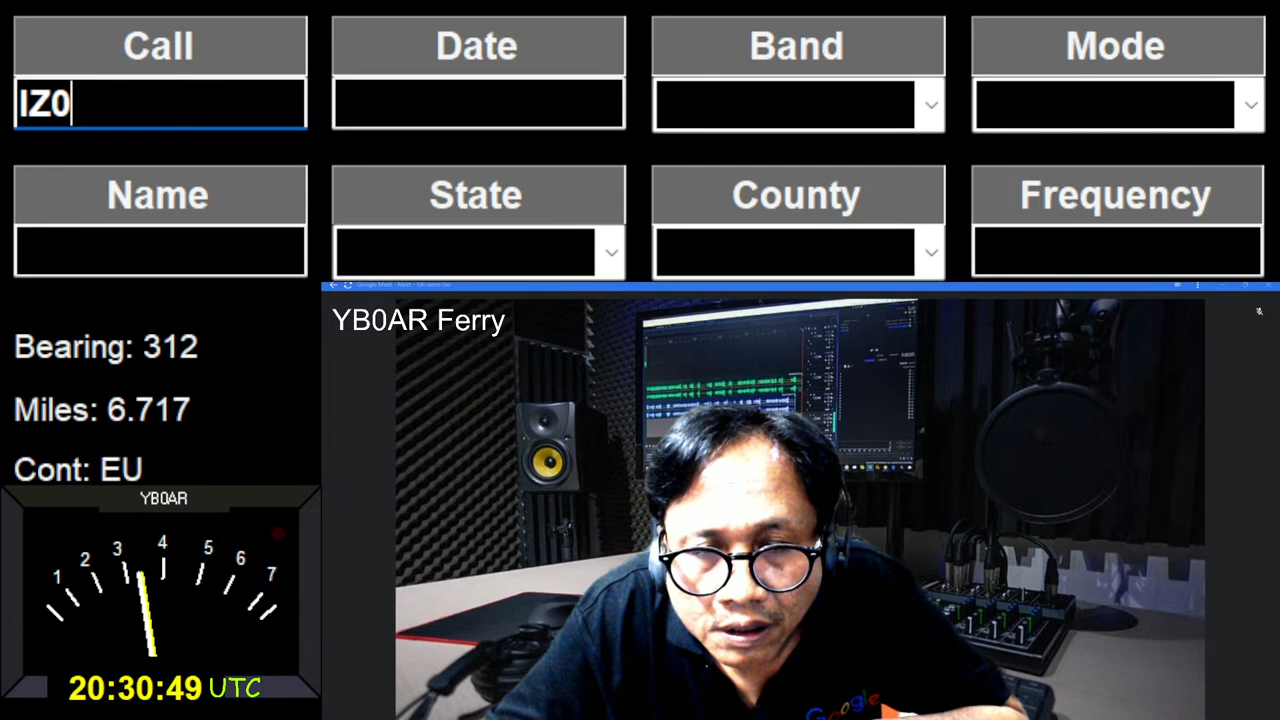 Call
Date
Band
Mode
IZ0
Name
State
County
Frequency
YB0AR Ferry
Bearing: 312
Miles: 6.717
Cont: EU
YB0AR
1 2 3 4 5 6 7
20:30:49 UTC
Google